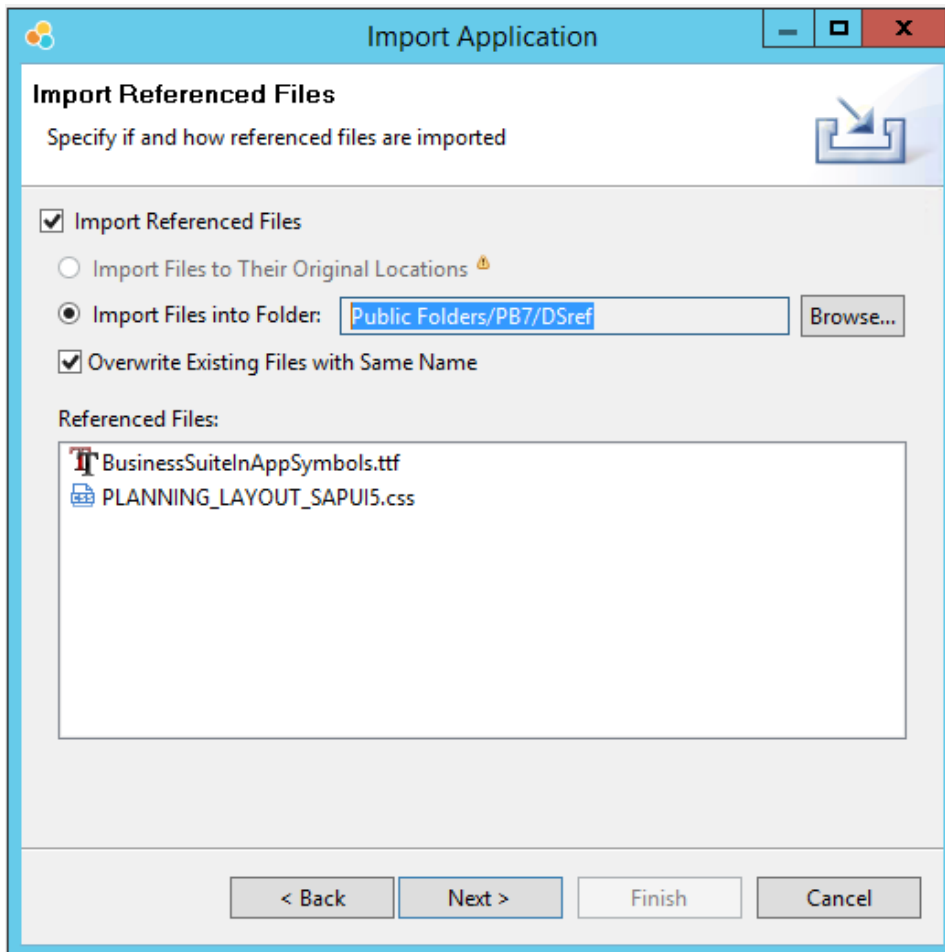 Import Application
Import Referenced Files
Specify if and how referenced files are imported
Import Referenced Files
Import Files to Their Original Locations
Import Files into Folder: Public Folders/PB7/DSref Browse...
Overwrite Existing Files with Same Name
Referenced Files:
BusinessSuiteInAppSymbols.ttf
PLANNING_LAYOUT_SAPUI5.css
< Back Next > Finish Cancel